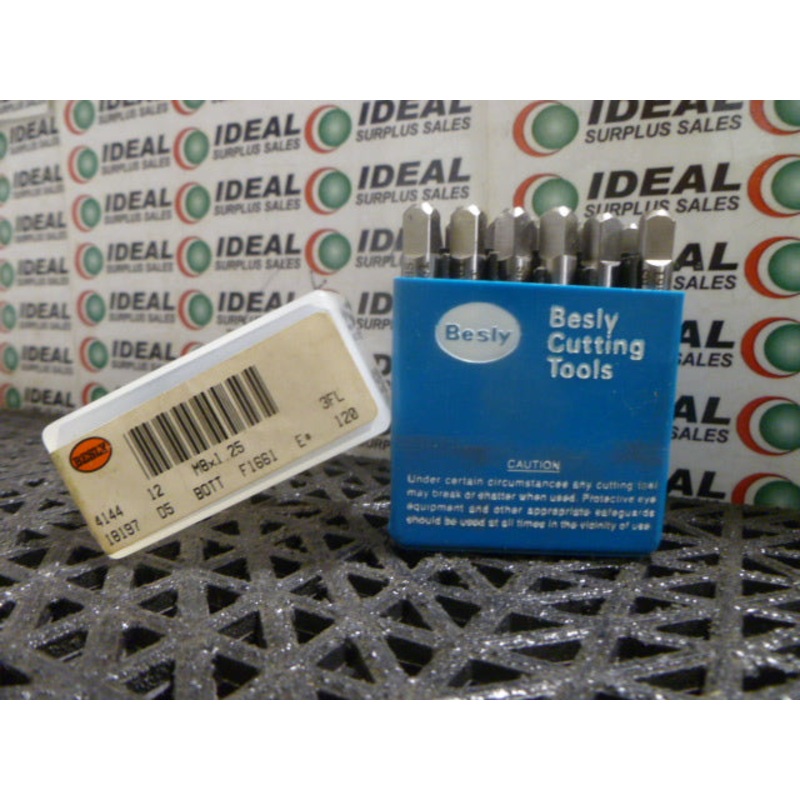 IDEAL
SURPLUS SALES
Besly
Besly
Cutting
Tools
CAUTION
Under certain circumstances any cutting tool
may break or shatter when used. Protective eye
equipment and other appropriate safeguards
should be used at all times in the vicinity of use
BESLY
4144 12 M8x1.25 3FL
18197 D5 BOTT F1661 E* 120